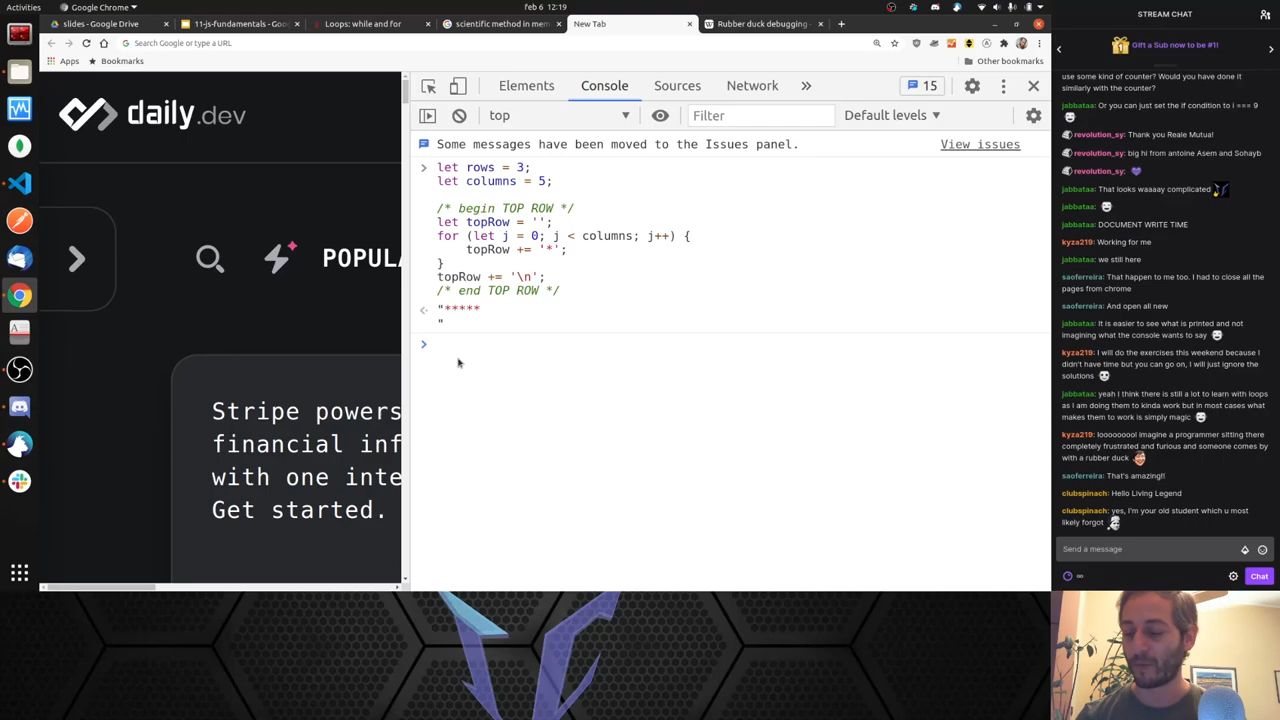 Activities
Google Chrome
Feb 6 12:19
slides - Google Drive
11-js-fundamentals - Goo
Loops: while and for
scientific method in mem
New Tab
Rubber duck debugging -
Search Google or type a URL
Apps
Bookmarks
Other bookmarks
daily.dev
POPUL
Stripe powers
financial inf
with one inte
Get started.
Elements
Console
Sources
Network
15
top
Filter
Default levels
Some messages have been moved to the Issues panel.
View issues
let rows = 3;
let columns = 5;
/* begin TOP ROW */
let topRow = '';
for (let j = 0; j < columns; j++) {
topRow += '*';
}
topRow += '\n';
/* end TOP ROW */
"*****
"
STREAM CHAT
Gift a Sub now to be #1!
use some kind of counter? Would you have done it
similarly with the counter?
jabbataa: Or you can just set the if condition to i === 9
revolution_sy: Thank you Reale Mutua!
revolution_sy: big hi from antoine Asem and Sohayb
revolution_sy:
jabbataa: That looks waaaay complicated
jabbataa:
jabbataa: DOCUMENT WRITE TIME
kyza219: Working for me
jabbataa: we still here
saoferreira: That happen to me too. I had to close all the
pages from chrome
saoferreira: And open all new
jabbataa: It is easier to see what is printed and not
imagining what the console wants to say
kyza219: I will do the exercises this weekend because I
didn't have time but you can go on, I will just ignore the
solutions
jabbataa: yeah I think there is still a lot to learn with loops
as I am doing them to kinda work but in most cases what
makes them to work is simply magic
kyza219: looooooool imagine a programmer sitting there
completely frustrated and furious and someone comes by
with a rubber duck
saoferreira: That's amazing!!
clubspinach: Hello Living Legend
clubspinach: yes, I'm your old student which u most
likely forgot
Send a message
∞
Chat